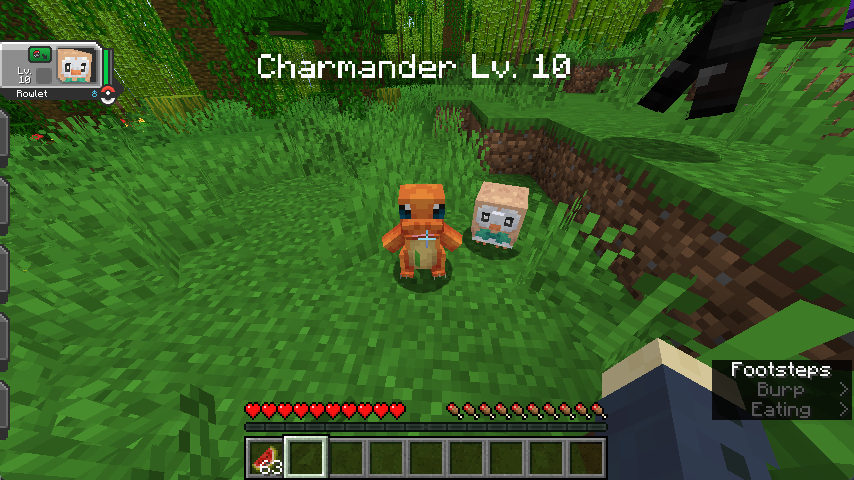 Charmander Lv. 10
Lv.
10
Rowlet
Footsteps
Burp >
Eating >
63